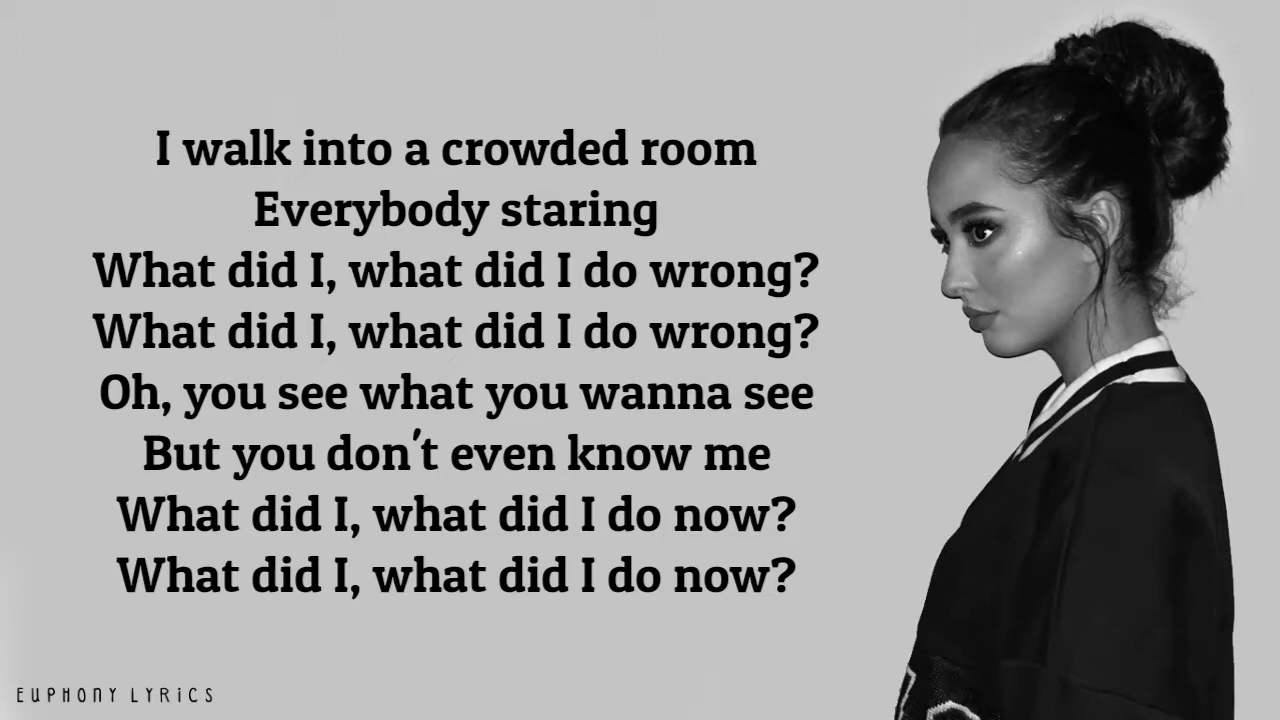 I walk into a crowded room
Everybody staring
What did I, what did I do wrong?
What did I, what did I do wrong?
Oh, you see what you wanna see
But you don't even know me
What did I, what did I do now?
What did I, what did I do now?
EUPHONY LYRiCS